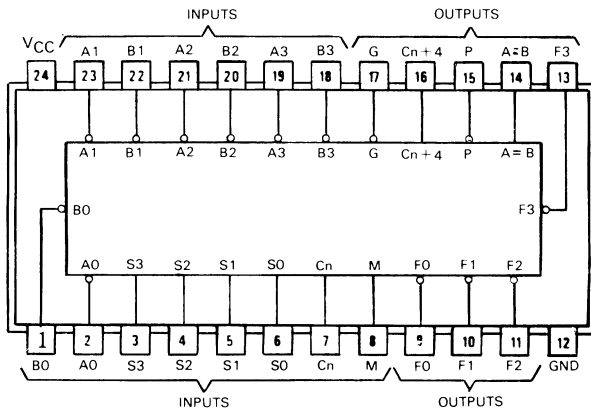 INPUTS OUTPUTS
VCC A1 B1 A2 B2 A3 B3 G Cn+4 P A=B F3
24 23 22 21 20 19 18 17 16 15 14 13
A1 B1 A2 B2 A3 B3 G Cn+4 P A=B
B0 F3
A0 S3 S2 S1 S0 Cn M F0 F1 F2
1 2 3 4 5 6 7 8 9 10 11 12
B0 A0 S3 S2 S1 S0 Cn M F0 F1 F2 GND
INPUTS OUTPUTS